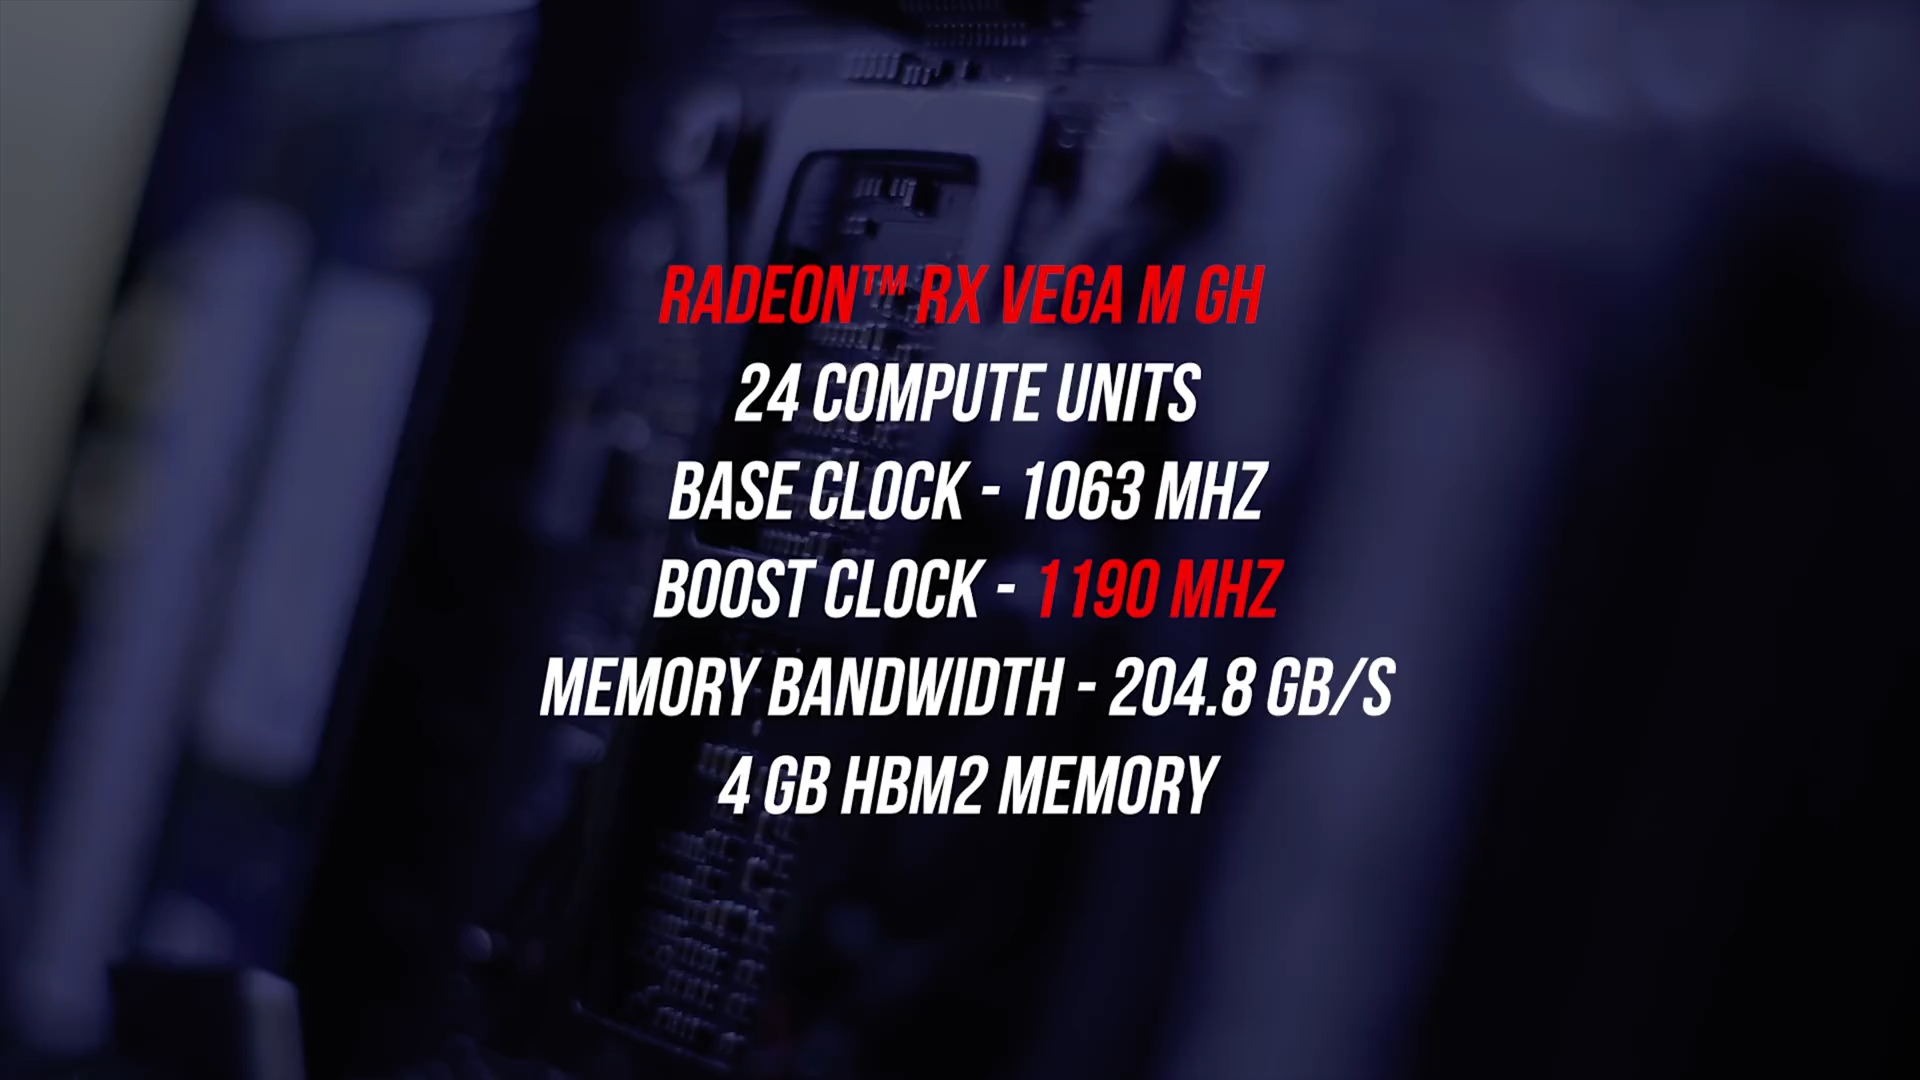 RADEON™ RX VEGA M GH
24 COMPUTE UNITS
BASE CLOCK - 1063 MHZ
BOOST CLOCK - 1190 MHZ
MEMORY BANDWIDTH - 204.8 GB/S
4 GB HBM2 MEMORY